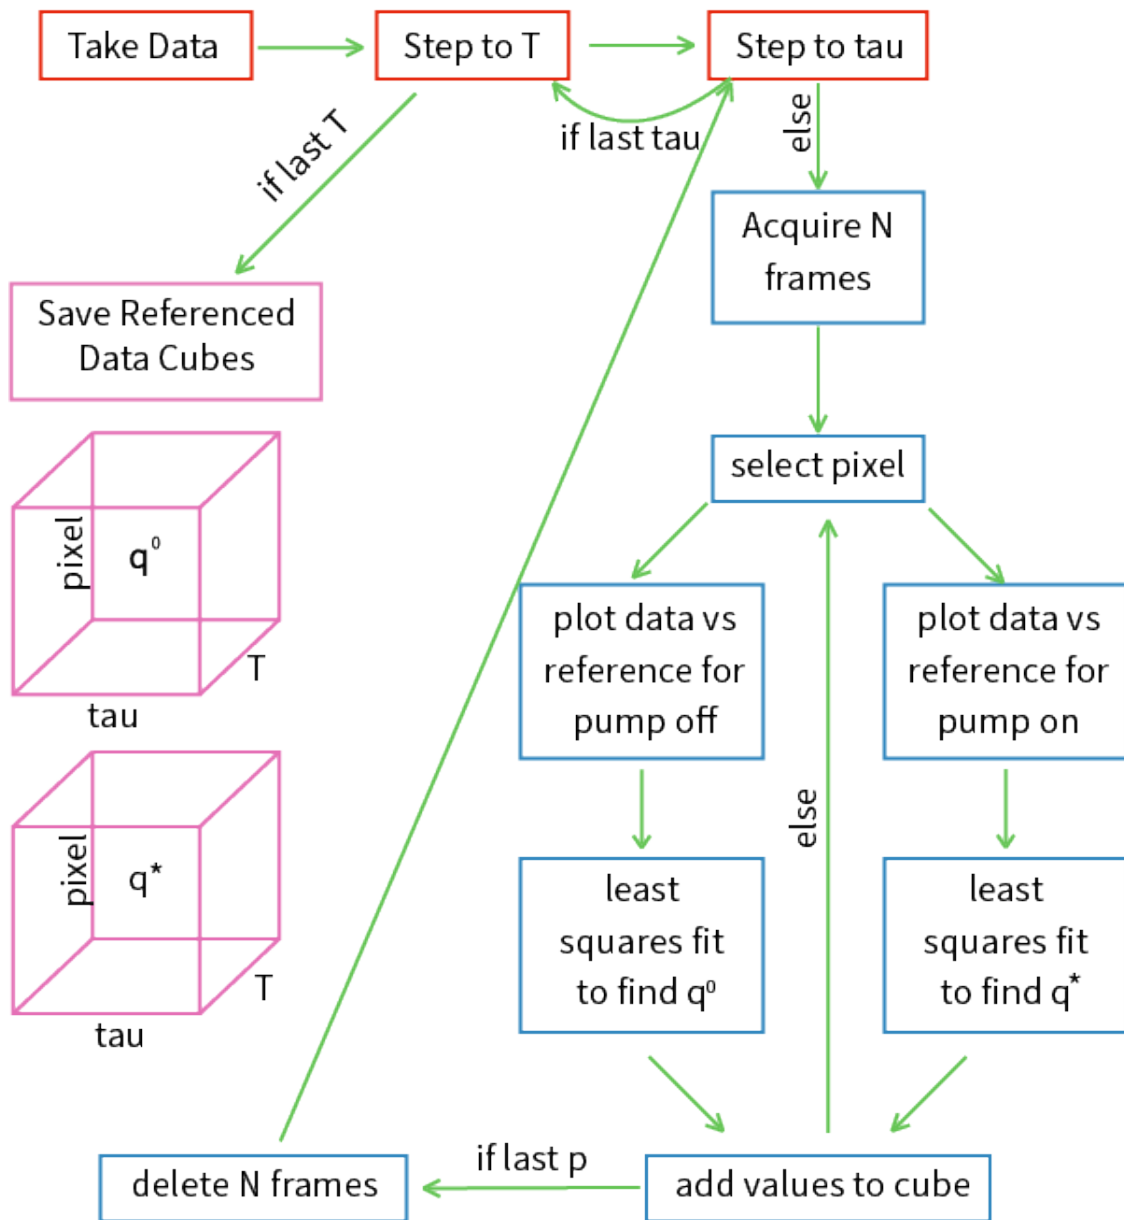 Take Data
Step to T
Step to tau
if last T
if last tau
else
Acquire N
frames
Save Referenced
Data Cubes
select pixel
pixel
q⁰
T
tau
plot data vs
reference for
pump off
plot data vs
reference for
pump on
else
pixel
q*
T
tau
least
squares fit
to find q⁰
least
squares fit
to find q*
delete N frames
if last p
add values to cube